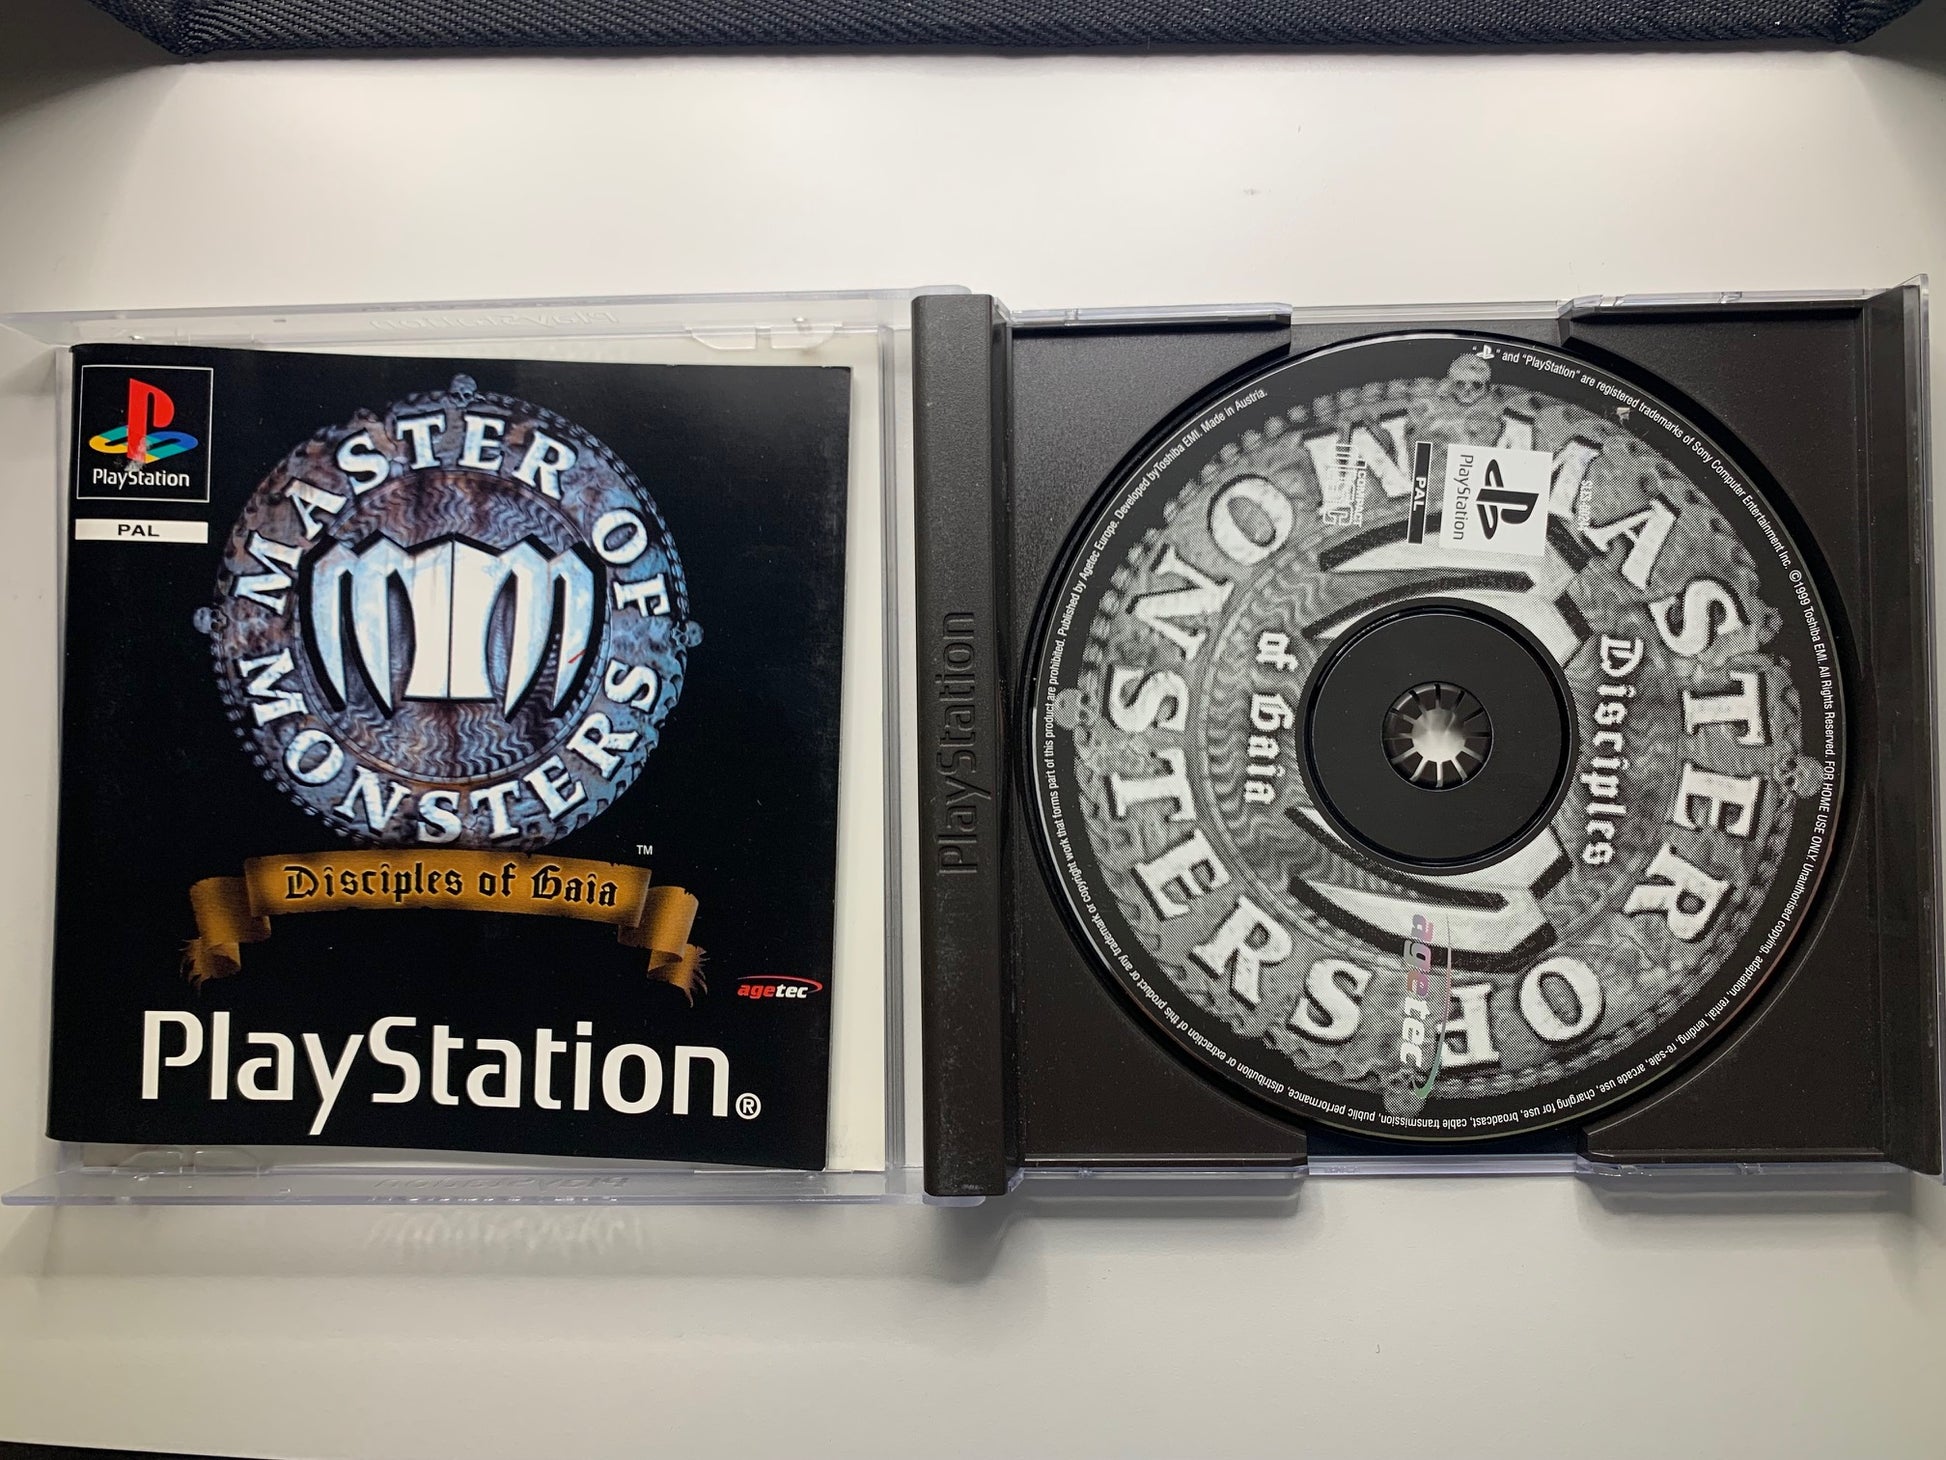 PlayStation
PAL
MASTER OF
MONSTERS
TM
Disciples of Gaia
agetec
PlayStation®
PlayStation
" " and "PlayStation" are registered trademarks of Sony Computer Entertainment Inc. ©1999 Toshiba EMI. All Rights Reserved. FOR HOME USE ONLY. Unauthorised copying, adaptation, rental, lending, re-sale, arcade use, charging for use, broadcast, cable transmission, public performance, distribution or extraction of this product or any trademark or copyright work that forms part of this product are prohibited. Published by Agetec Europe. Developed by Toshiba EMI. Made in Austria.
MASTER OF
MONSTERS
Disciples
of Gaia
PlayStation
PAL
COMPACT
agetec